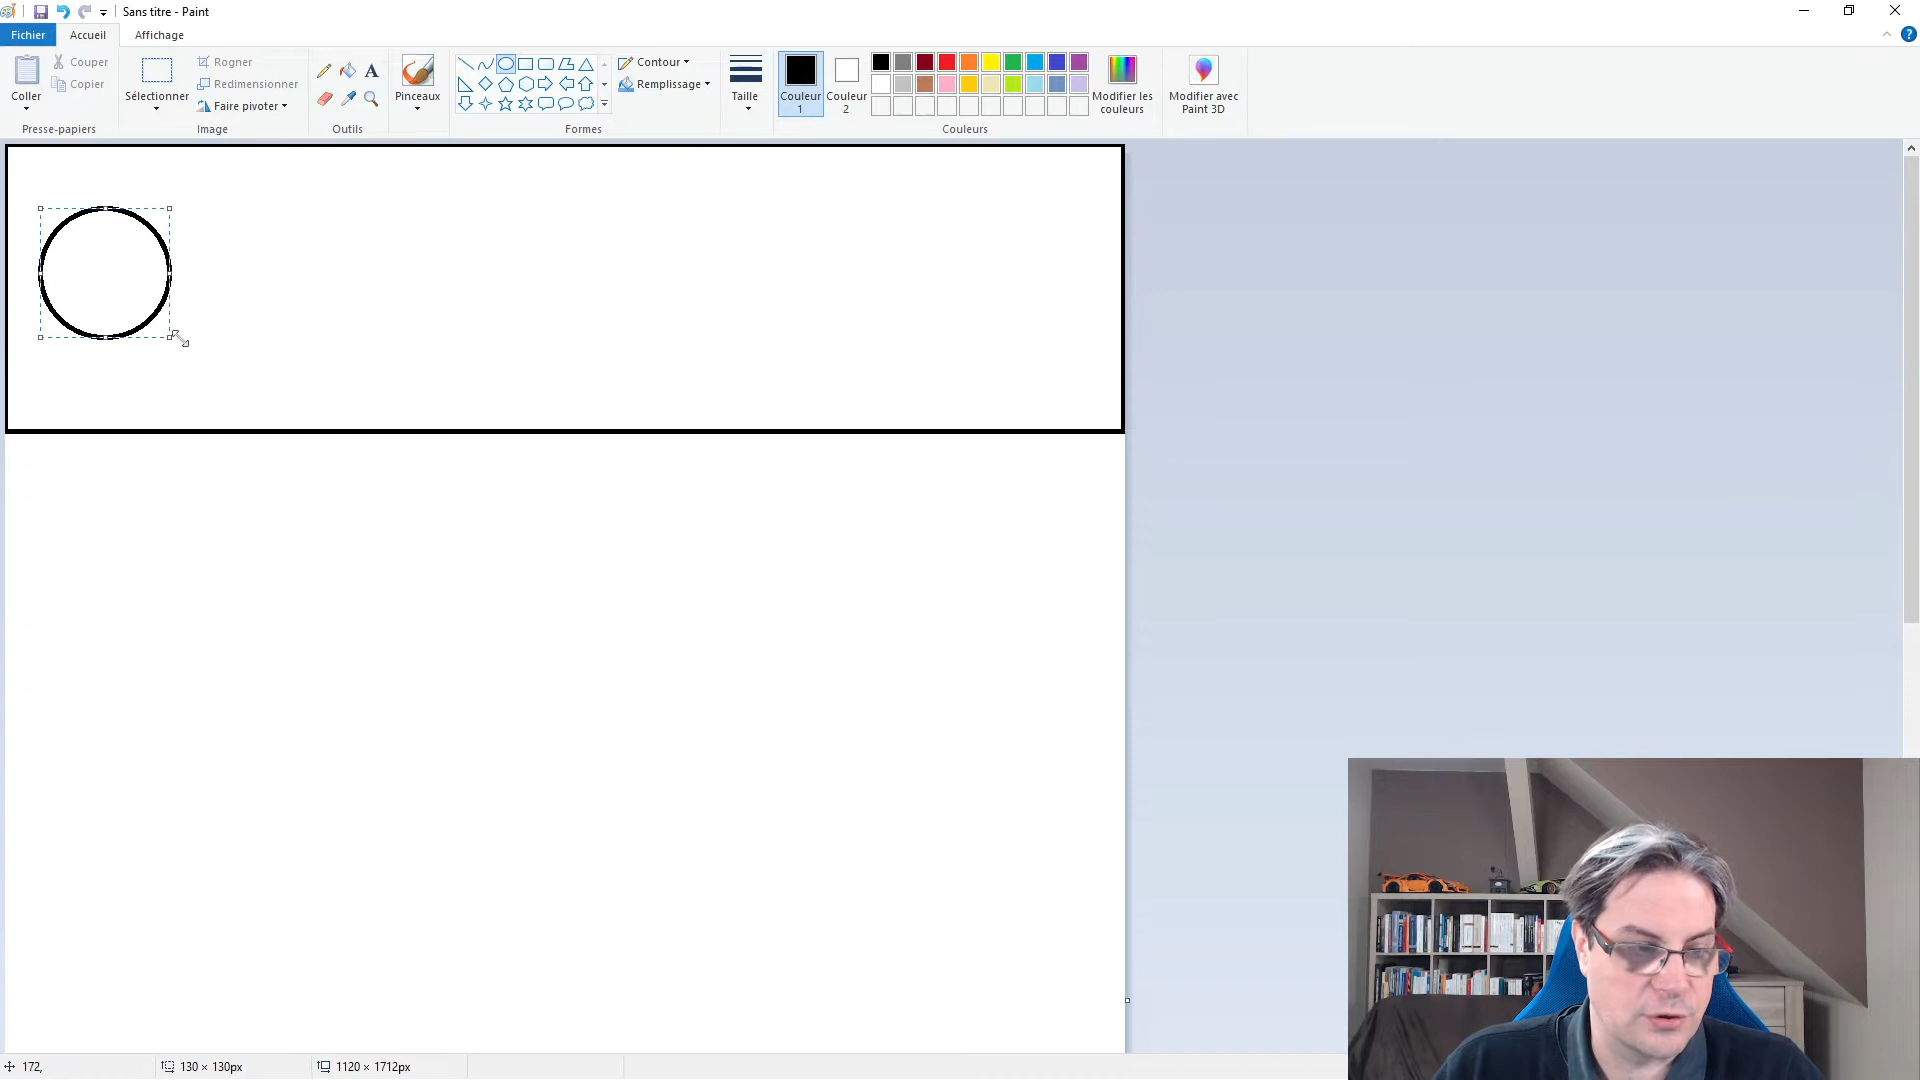 Sans titre - Paint
Fichier
Accueil
Affichage
Coller
Couper
Copier
Presse-papiers
Sélectionner
Rogner
Redimensionner
Faire pivoter
Image
A
Outils
Pinceaux
Contour
Remplissage
Formes
Taille
Couleur
1
Couleur
2
Modifier les
couleurs
Couleurs
Modifier avec
Paint 3D
?
172,
130 × 130px
1120 × 1712px